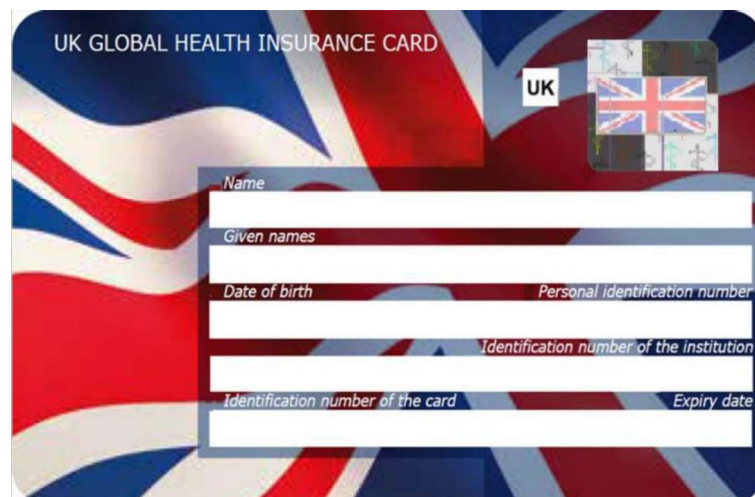 UK GLOBAL HEALTH INSURANCE CARD
UK
Name
Given names
Date of birth Personal identification number
Identification number of the institution
Identification number of the card Expiry date